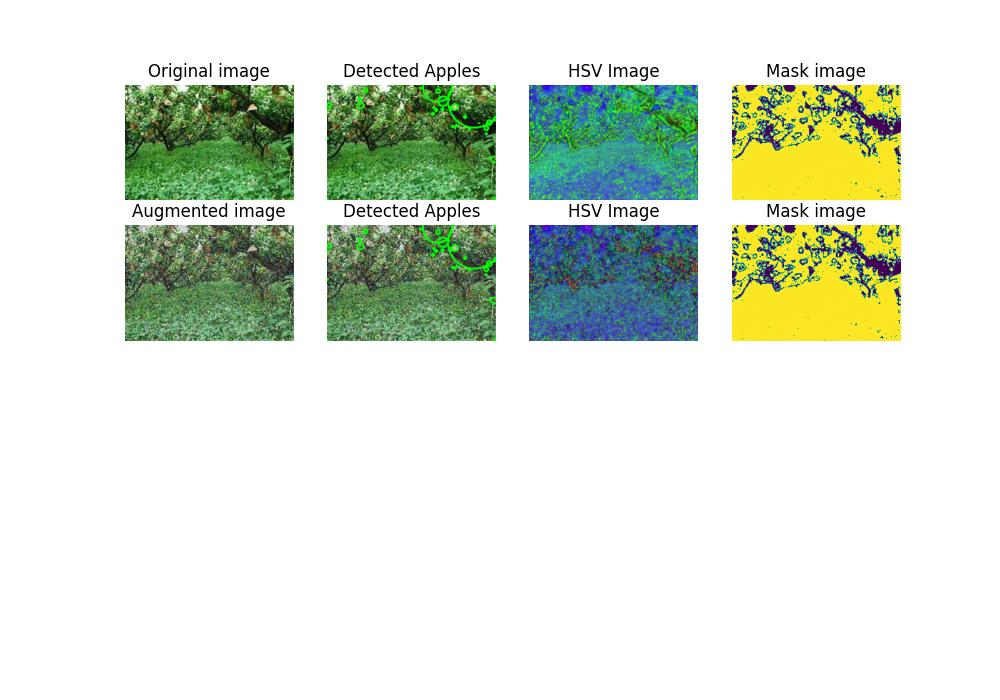 Original image
Detected Apples
HSV Image
Mask image
Augmented image
Detected Apples
HSV Image
Mask image